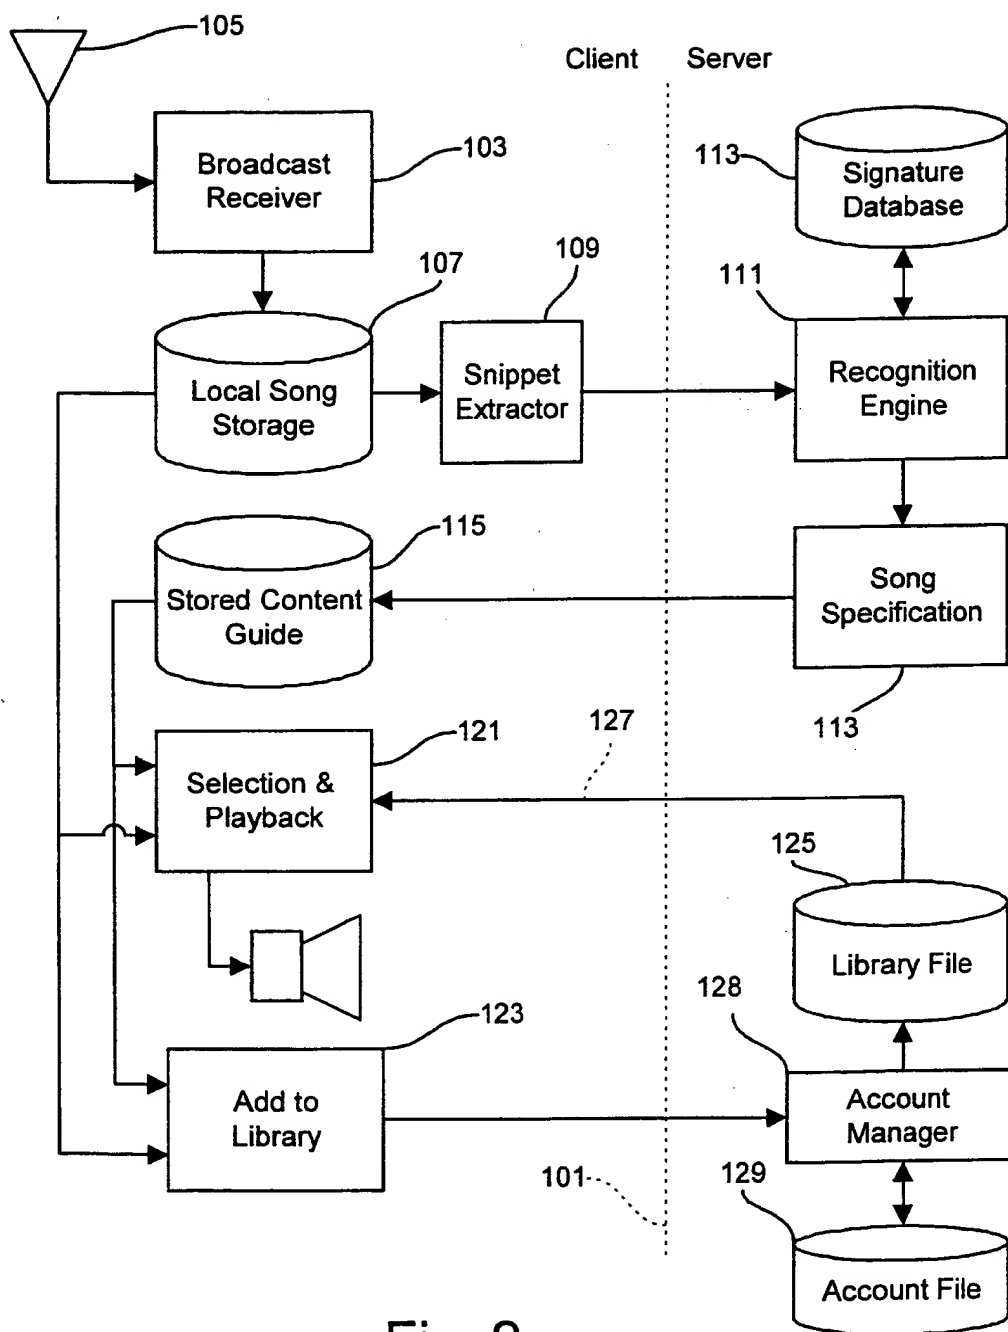 105
Client
Server
Broadcast
Receiver
103
113
Signature
Database
107
109
111
Local Song
Storage
Snippet
Extractor
Recognition
Engine
115
Stored Content
Guide
Song
Specification
113
121
127
Selection &
Playback
125
Library File
128
123
Add to
Library
Account
Manager
101
129
Account File